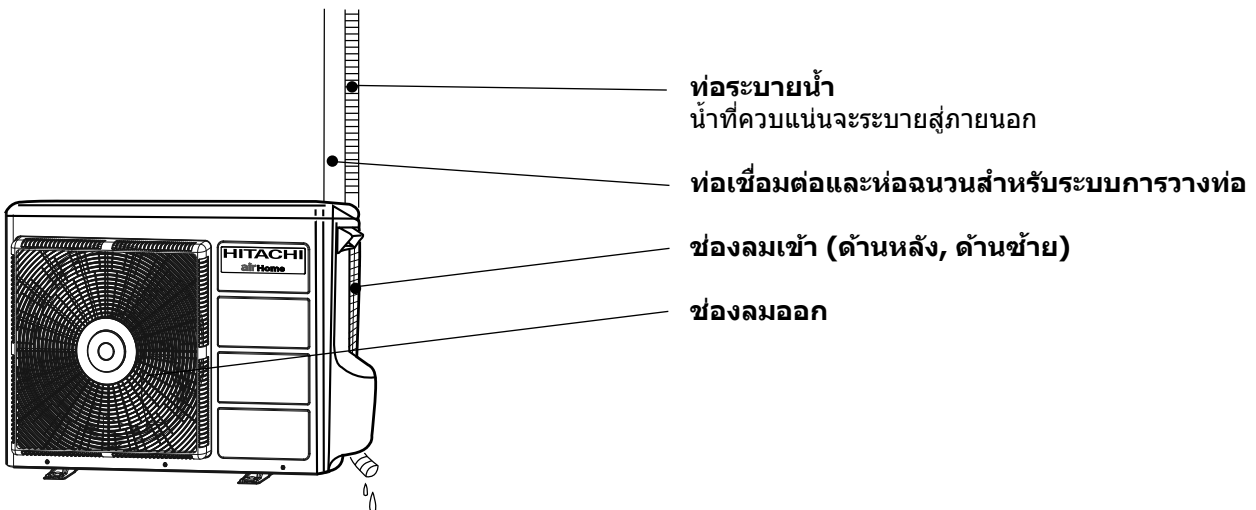 ท่อระบายน้ำ
น้ำที่ควบแน่นจะระบายสู่ภายนอก
ท่อเชื่อมต่อและห่อฉนวนสำหรับระบบการวางท่อ
ช่องลมเข้า (ด้านหลัง, ด้านซ้าย)
ช่องลมออก
HITACHI
airHome